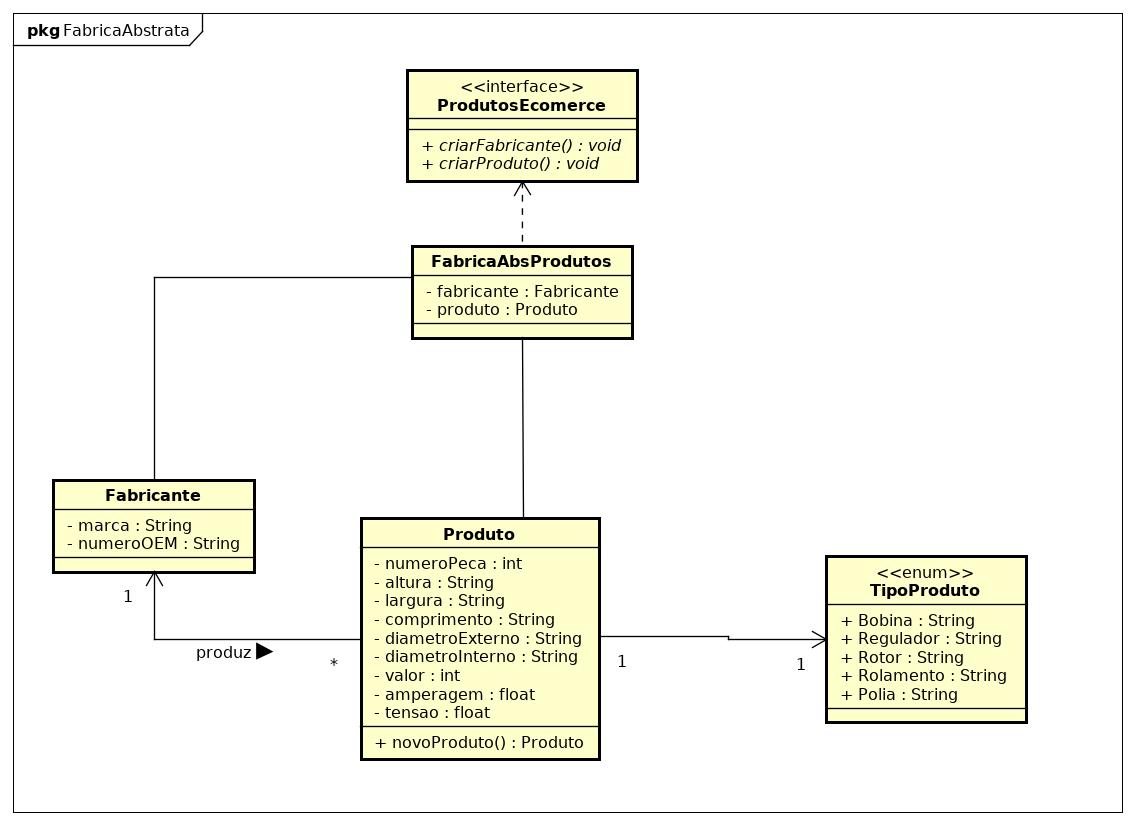 pkg FabricaAbstrata
<<interface>>
ProdutosEcomerce
+ criarFabricante() : void
+ criarProduto() : void
FabricaAbsProdutos
- fabricante : Fabricante
- produto : Produto
Fabricante
- marca : String
- numeroOEM : String
1
produz
*
Produto
- numeroPeca : int
- altura : String
- largura : String
- comprimento : String
- diametroExterno : String
- diametroInterno : String
- valor : int
- amperagem : float
- tensao : float
+ novoProduto() : Produto
1
1
<<enum>>
TipoProduto
+ Bobina : String
+ Regulador : String
+ Rotor : String
+ Rolamento : String
+ Polia : String